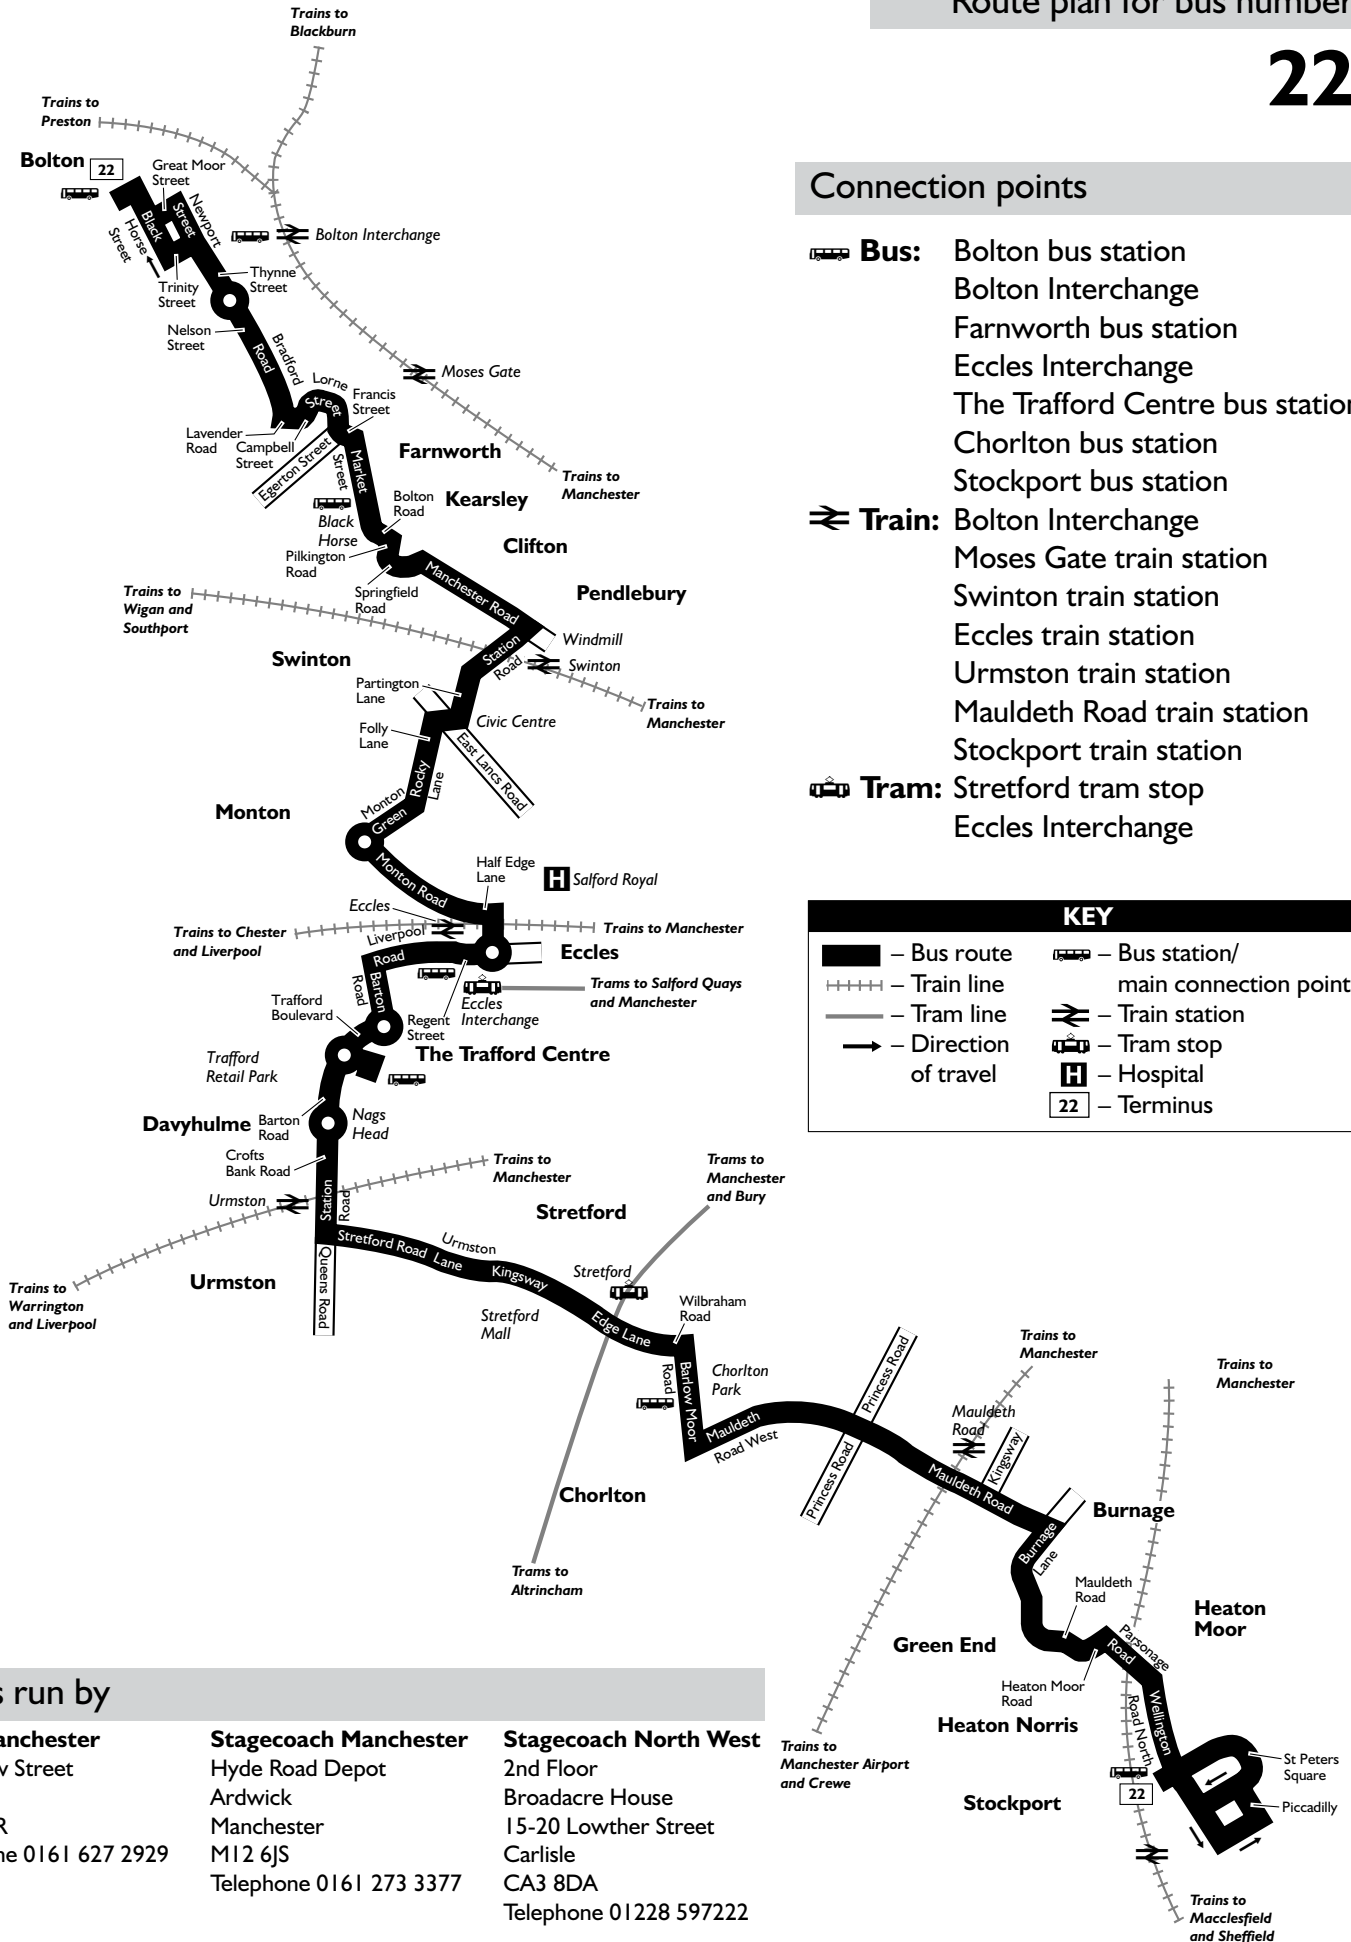 Route plan for bus number
22
Connection points
Bus: Bolton bus station
Bolton Interchange
Farnworth bus station
Eccles Interchange
The Trafford Centre bus station
Chorlton bus station
Stockport bus station
Train: Bolton Interchange
Moses Gate train station
Swinton train station
Eccles train station
Urmston train station
Mauldeth Road train station
Stockport train station
Tram: Stretford tram stop
Eccles Interchange
KEY
– Bus route
– Train line
– Tram line
– Direction
of travel
– Bus station/
main connection point
– Train station
– Tram stop
H – Hospital
22 – Terminus
Trains to
Blackburn
Trains to
Preston
Bolton 22
Great Moor
Street
Newport
Street
Black
Horse
Street
Bolton Interchange
Thynne
Street
Trinity
Street
Nelson
Street
Bradford
Road
Moses Gate
Lorne
Street
Francis
Street
Lavender
Road
Campbell
Street
Egerton Street
Farnworth
Market
Street
Trains to
Manchester
Bolton
Road
Kearsley
Black
Horse
Pilkington
Road
Clifton
Springfield
Road
Manchester Road
Pendlebury
Trains to
Wigan and
Southport
Windmill
Station
Road
Swinton
Swinton
Partington
Lane
Trains to
Manchester
Civic Centre
Folly
Lane
East Lancs Road
Rocky
Lane
Monton
Green
Monton
Monton Road
Half Edge
Lane
H Salford Royal
Eccles
Trains to Chester
and Liverpool
Trains to Manchester
Liverpool
Road
Eccles
Barton
Road
Trams to Salford Quays
and Manchester
Eccles
Interchange
Regent
Street
Trafford
Boulevard
The Trafford Centre
Trafford
Retail Park
Davyhulme
Barton
Road
Nags
Head
Crofts
Bank Road
Trains to
Manchester
Urmston
Station
Road
Trams to
Manchester
and Bury
Stretford
Stretford Road
Urmston
Lane
Kingsway
Queens Road
Urmston
Trains to
Warrington
and Liverpool
Stretford
Stretford
Mall
Edge Lane
Wilbraham
Road
Barlow Moor
Road
Chorlton
Park
Mauldeth
Road West
Chorlton
Trams to
Altrincham
Princess Road
Princess Road
Trains to
Manchester
Mauldeth
Road
Kingsway
Mauldeth Road
Trains to
Manchester
Burnage
Burnage
Lane
Mauldeth
Road
Heaton
Moor
Green End
Parsonage
Road
Heaton Moor
Road
Heaton Norris
Wellington
Road North
Trains to
Manchester Airport
and Crewe
St Peters
Square
Piccadilly
Stockport
22
Trains to
Macclesfield
and Sheffield
run by
Street
0161 627 2929
Stagecoach Manchester
Hyde Road Depot
Ardwick
Manchester
M12 6JS
Telephone 0161 273 3377
Stagecoach North West
2nd Floor
Broadacre House
15-20 Lowther Street
Carlisle
CA3 8DA
Telephone 01228 597222